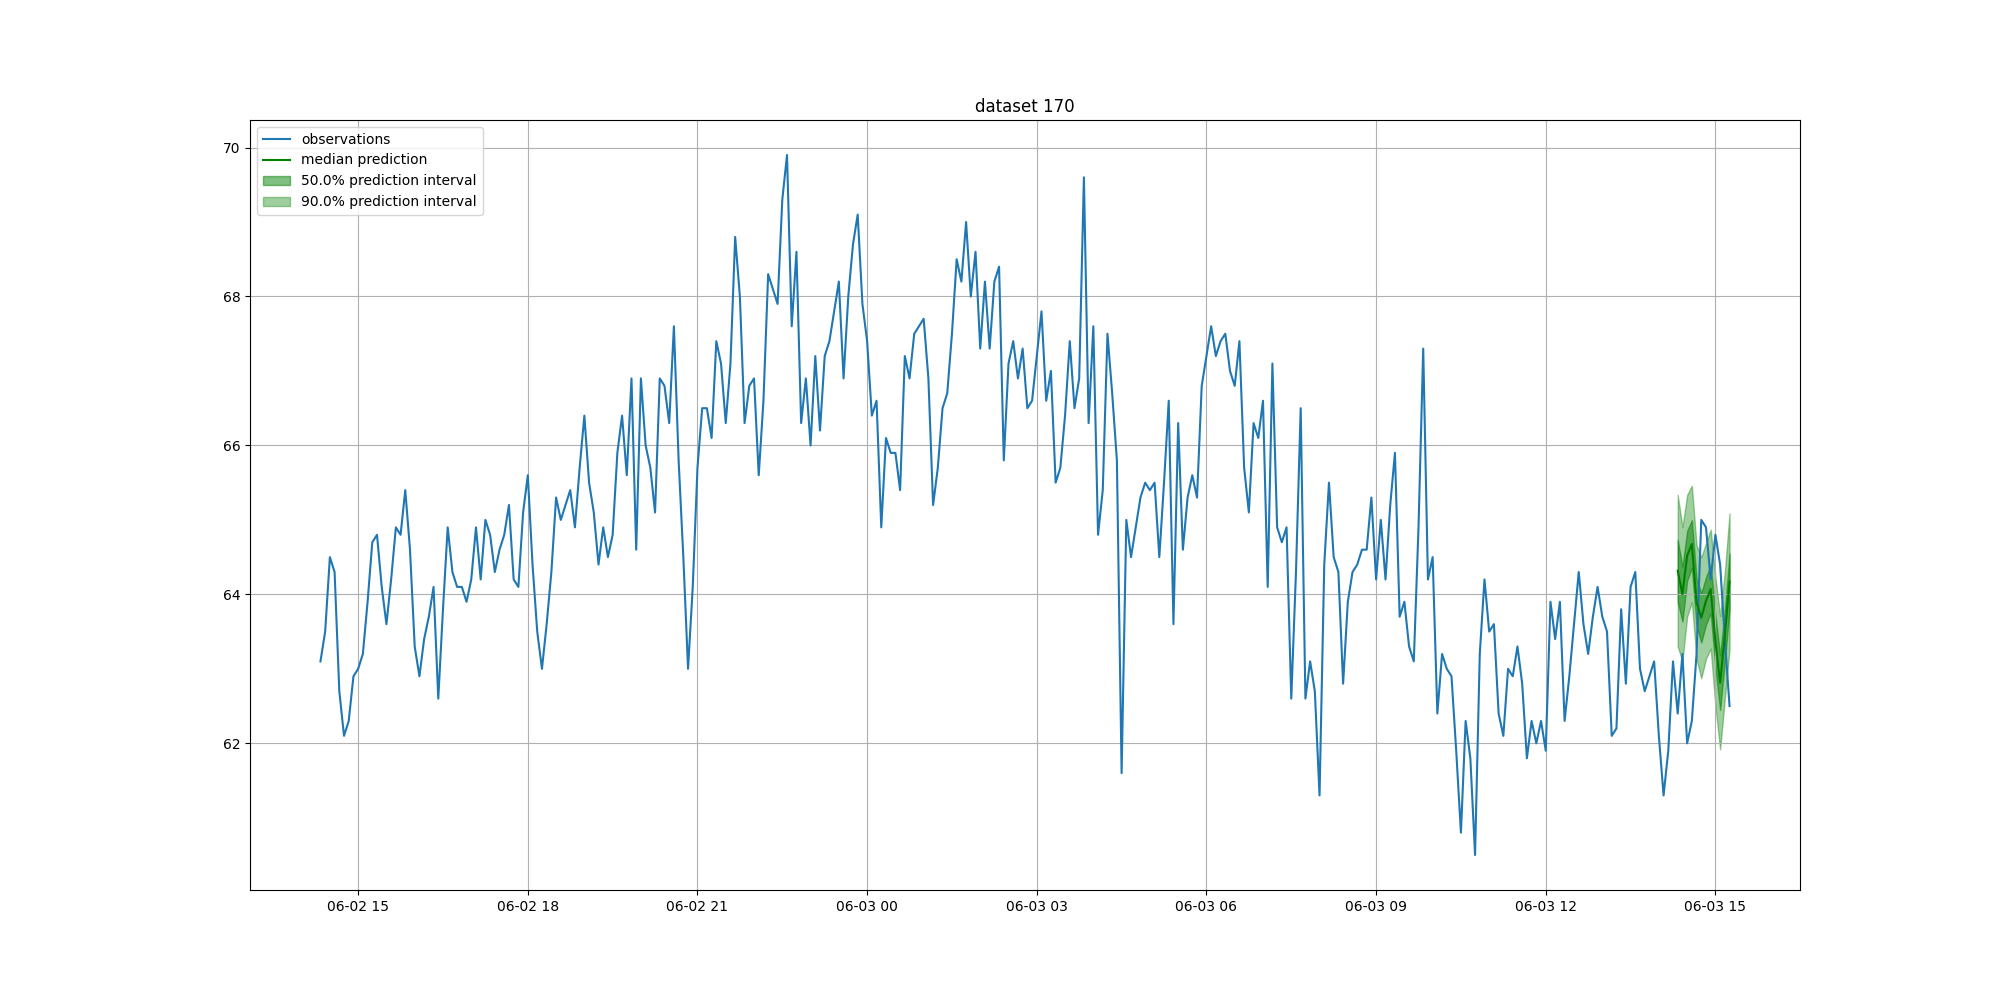 dataset 170
observations
median prediction
50.0% prediction interval
90.0% prediction interval
70
68
66
64
62
06-02 15
06-02 18
06-02 21
06-03 00
06-03 03
06-03 06
06-03 09
06-03 12
06-03 15